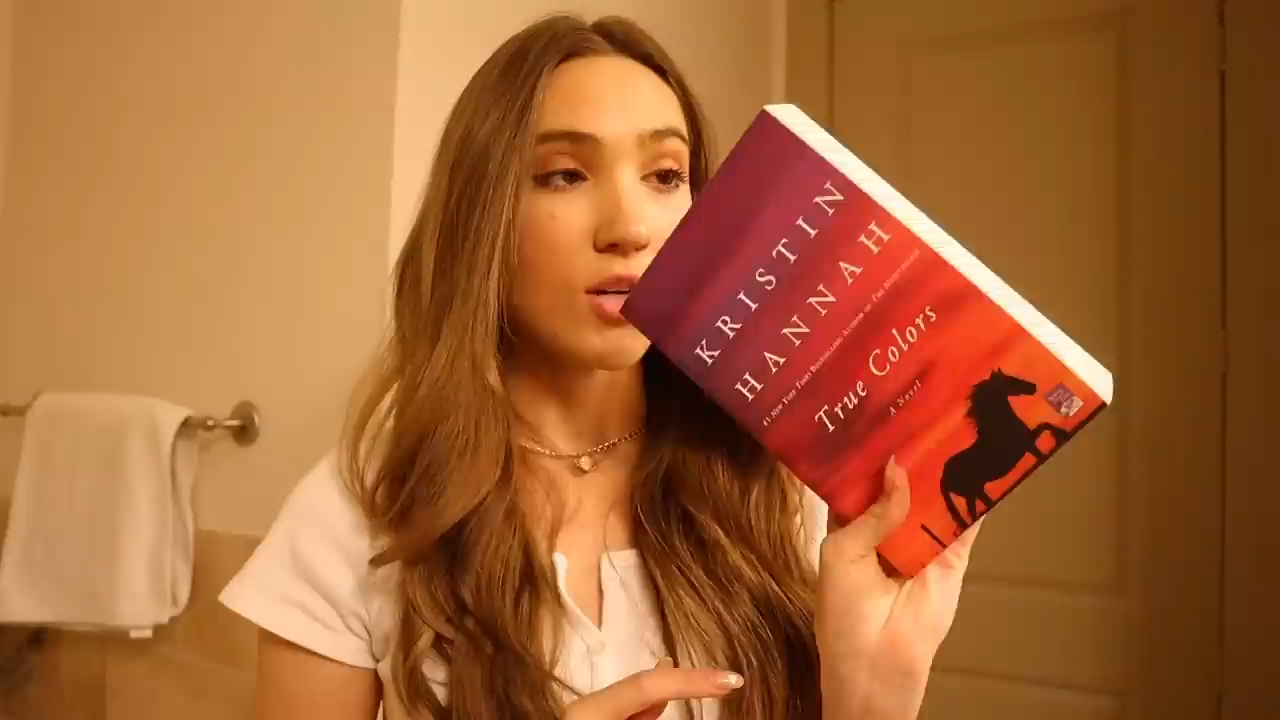 KRISTIN
HANNAH
#1 New York Times Bestselling Author of The Nightingale
True Colors
A Novel